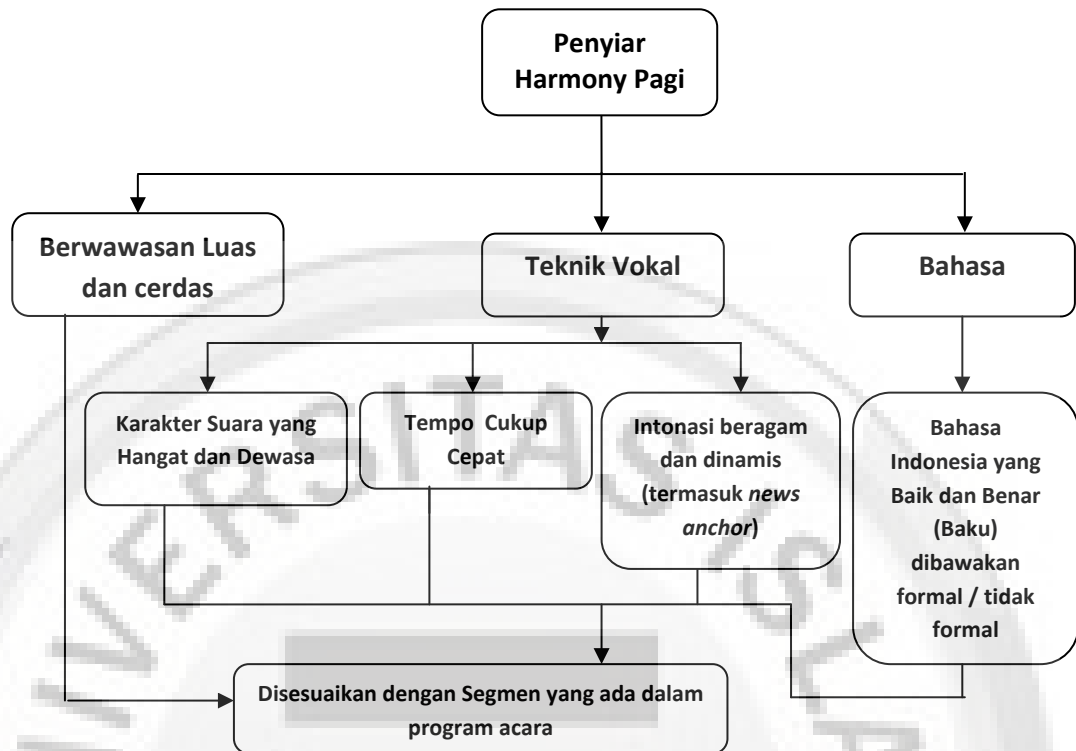 Penyiar
Harmony Pagi
Berwawasan Luas
dan cerdas
Teknik Vokal
Bahasa
Karakter Suara yang
Hangat dan Dewasa
Tempo Cukup
Cepat
Intonasi beragam
dan dinamis
(termasuk news
anchor)
Bahasa
Indonesia yang
Baik dan Benar
(Baku)
dibawakan
formal / tidak
formal
Disesuaikan dengan Segmen yang ada dalam
program acara